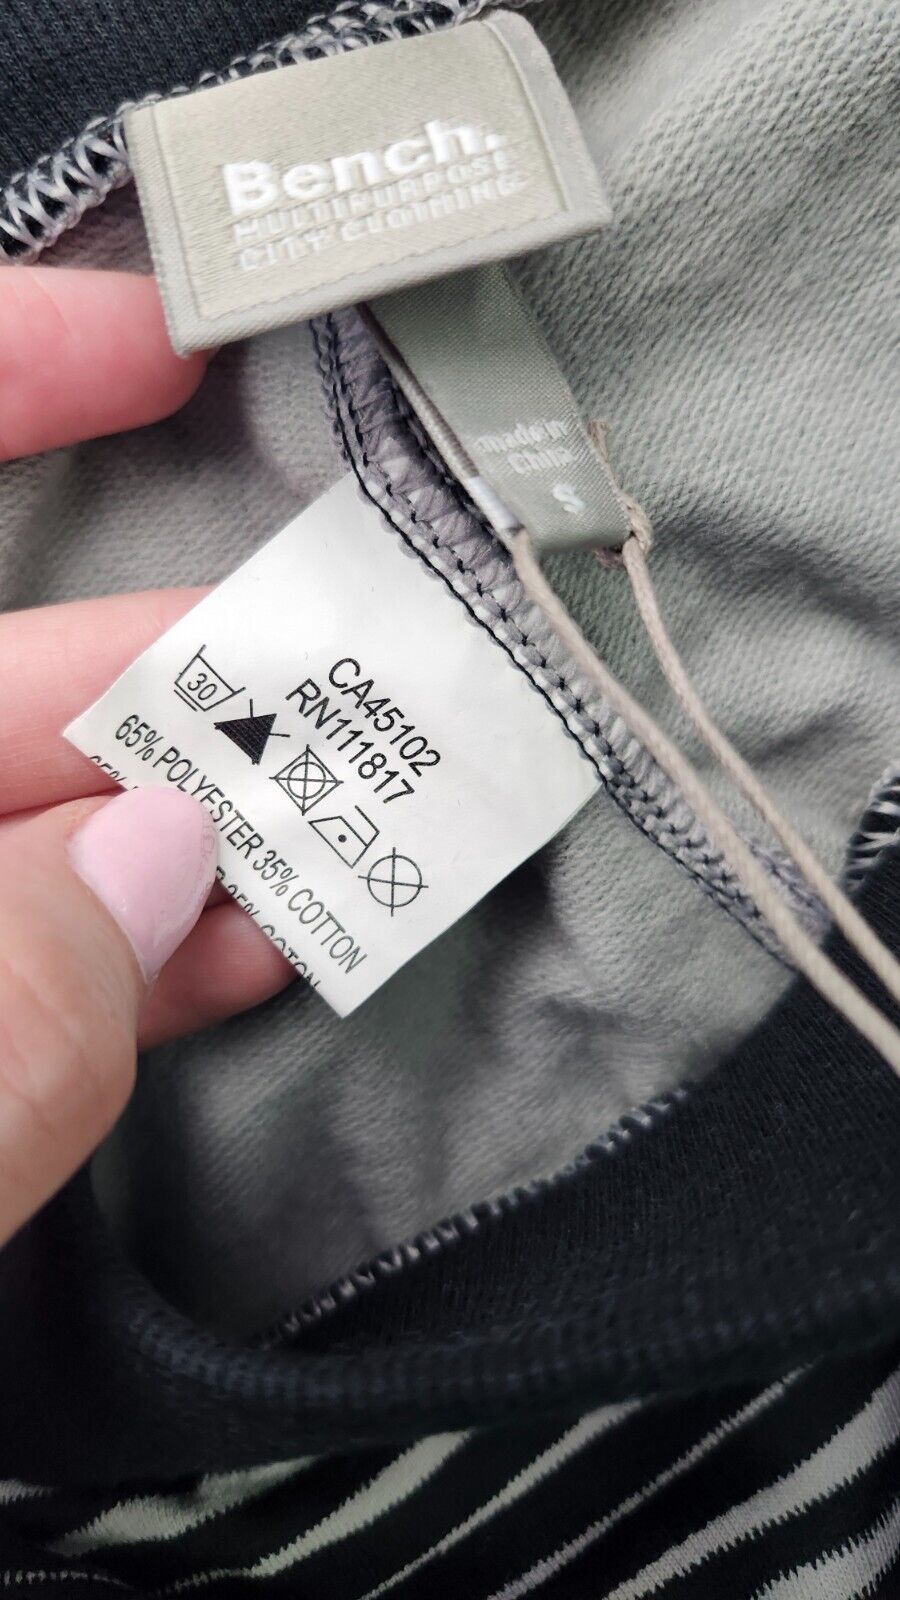 Bench.
MULTIPURPOSE
CITY CLOTHING
made in
China
S
CA45102
RN111817
30
65% POLYESTER 35% COTTON